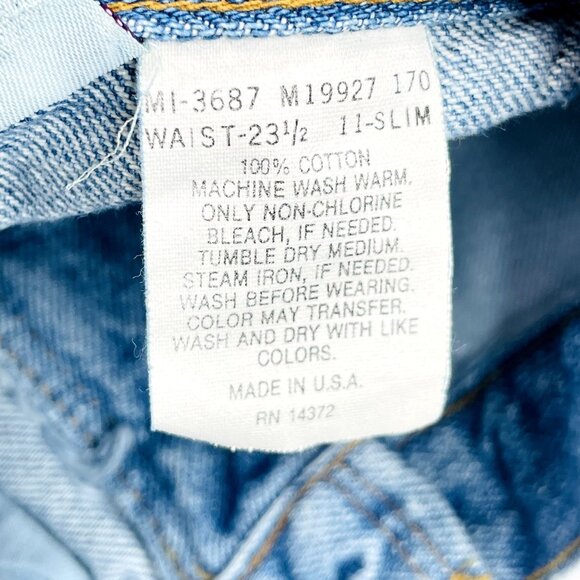 MI-3687 M19927 170
WAIST-23½ 11-SLIM
100% COTTON
MACHINE WASH WARM.
ONLY NON-CHLORINE
BLEACH, IF NEEDED.
TUMBLE DRY MEDIUM.
STEAM IRON, IF NEEDED.
WASH BEFORE WEARING.
COLOR MAY TRANSFER.
WASH AND DRY WITH LIKE
COLORS.
MADE IN U.S.A.
RN 14372